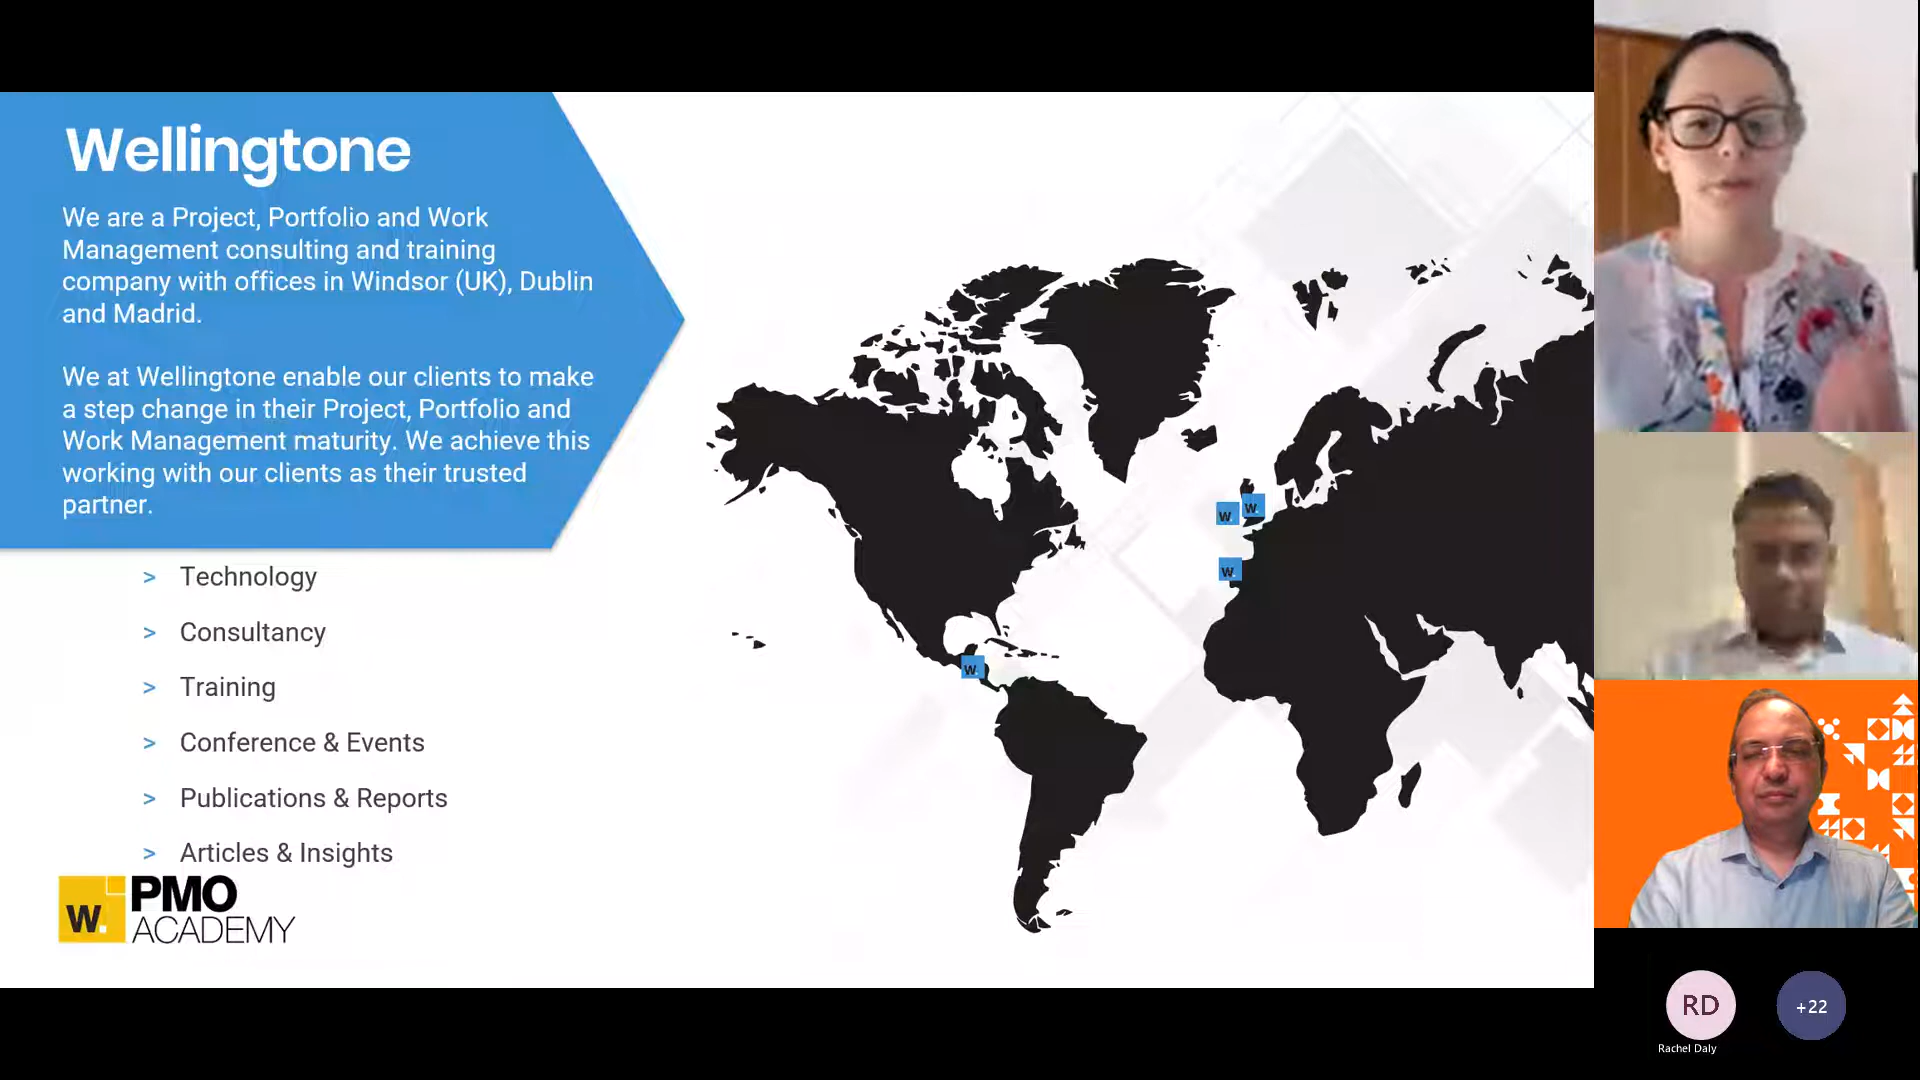 Wellingtone
We are a Project, Portfolio and Work
Management consulting and training
company with offices in Windsor (UK), Dublin
and Madrid.
We at Wellingtone enable our clients to make
a step change in their Project, Portfolio and
Work Management maturity. We achieve this
working with our clients as their trusted
partner.
> Technology
> Consultancy
> Training
> Conference & Events
> Publications & Reports
> Articles & Insights
W. PMO
ACADEMY
W.
W.
W.
W.
RD
+22
Rachel Daly